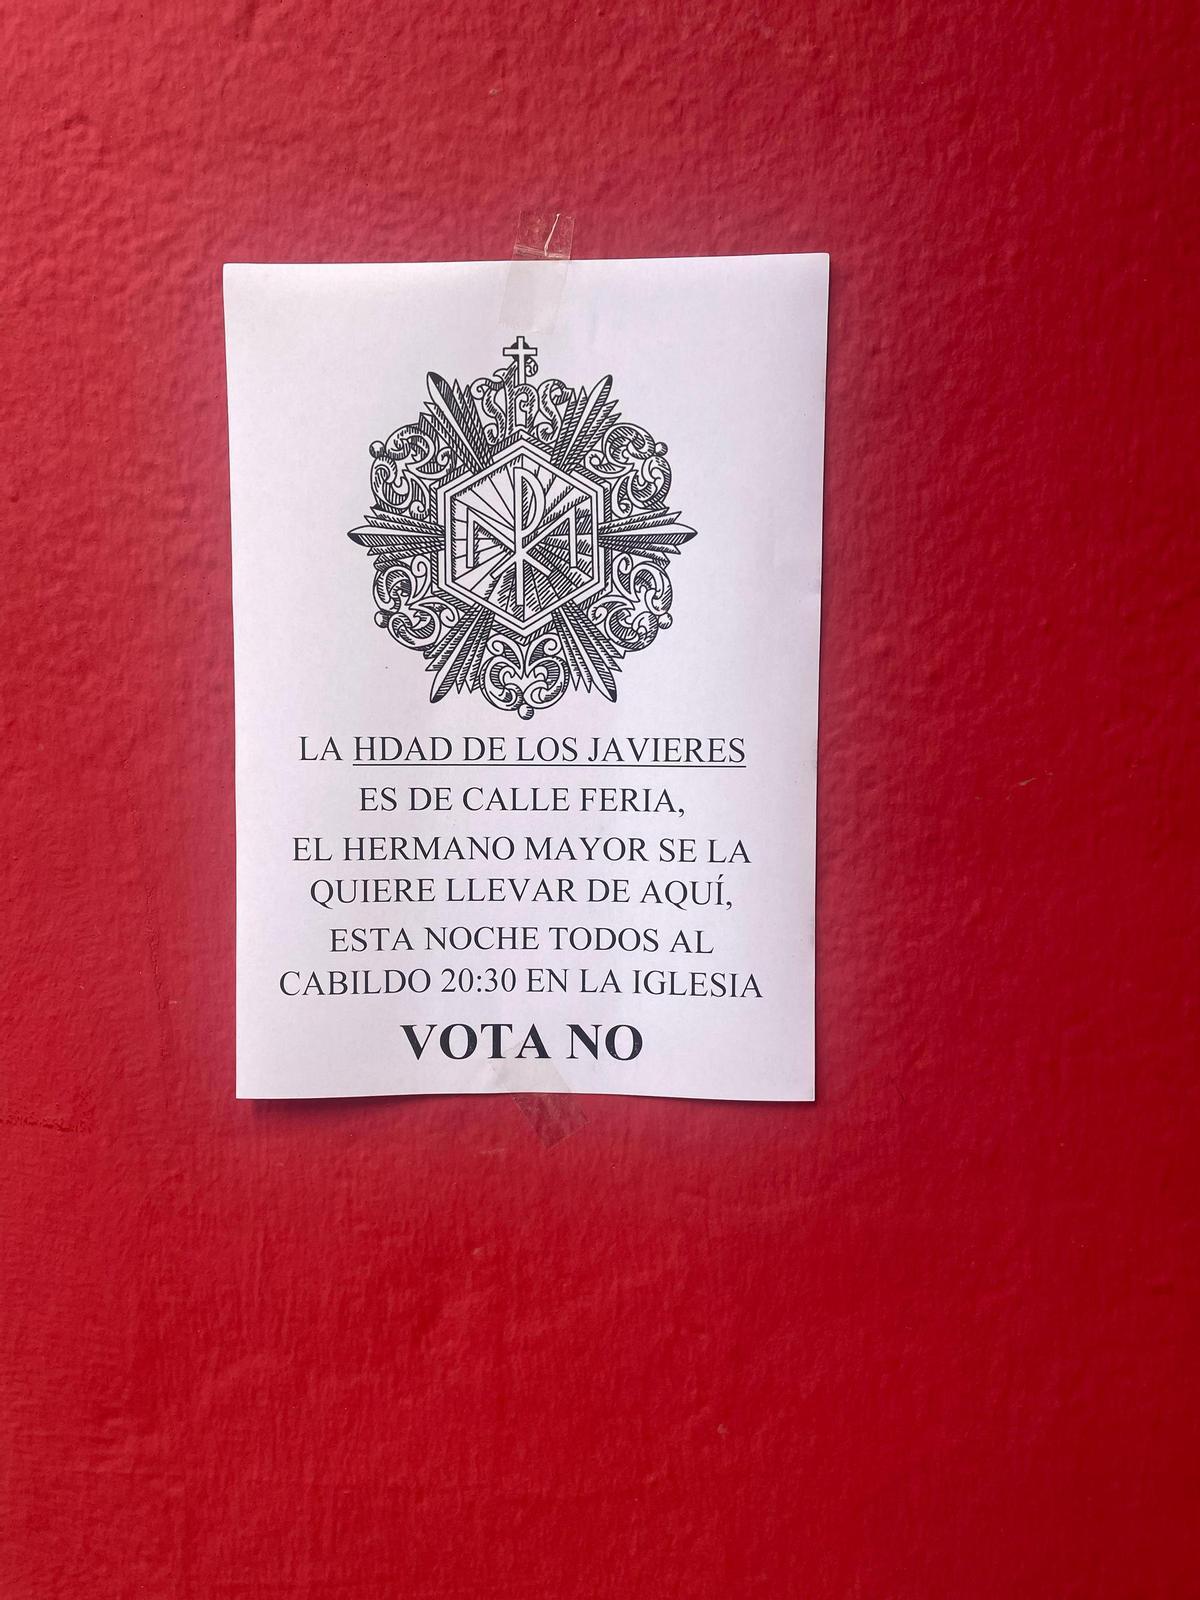 JHS
LA HDAD DE LOS JAVIERES
ES DE CALLE FERIA,
EL HERMANO MAYOR SE LA
QUIERE LLEVAR DE AQUÍ,
ESTA NOCHE TODOS AL
CABILDO 20:30 EN LA IGLESIA
VOTA NO